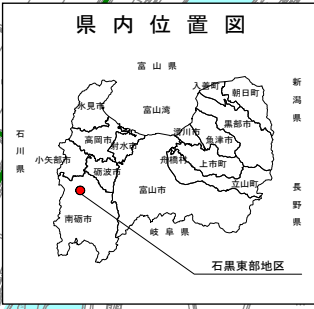 県内位置図
富山県
入善町
朝日町
新潟県
氷見市
富山湾
黒部市
石川県
高岡市
射水市
滑川市
魚津市
小矢部市
舟橋村
上市町
砺波市
立山町
富山市
長野県
南砺市
岐阜県
石黒東部地区